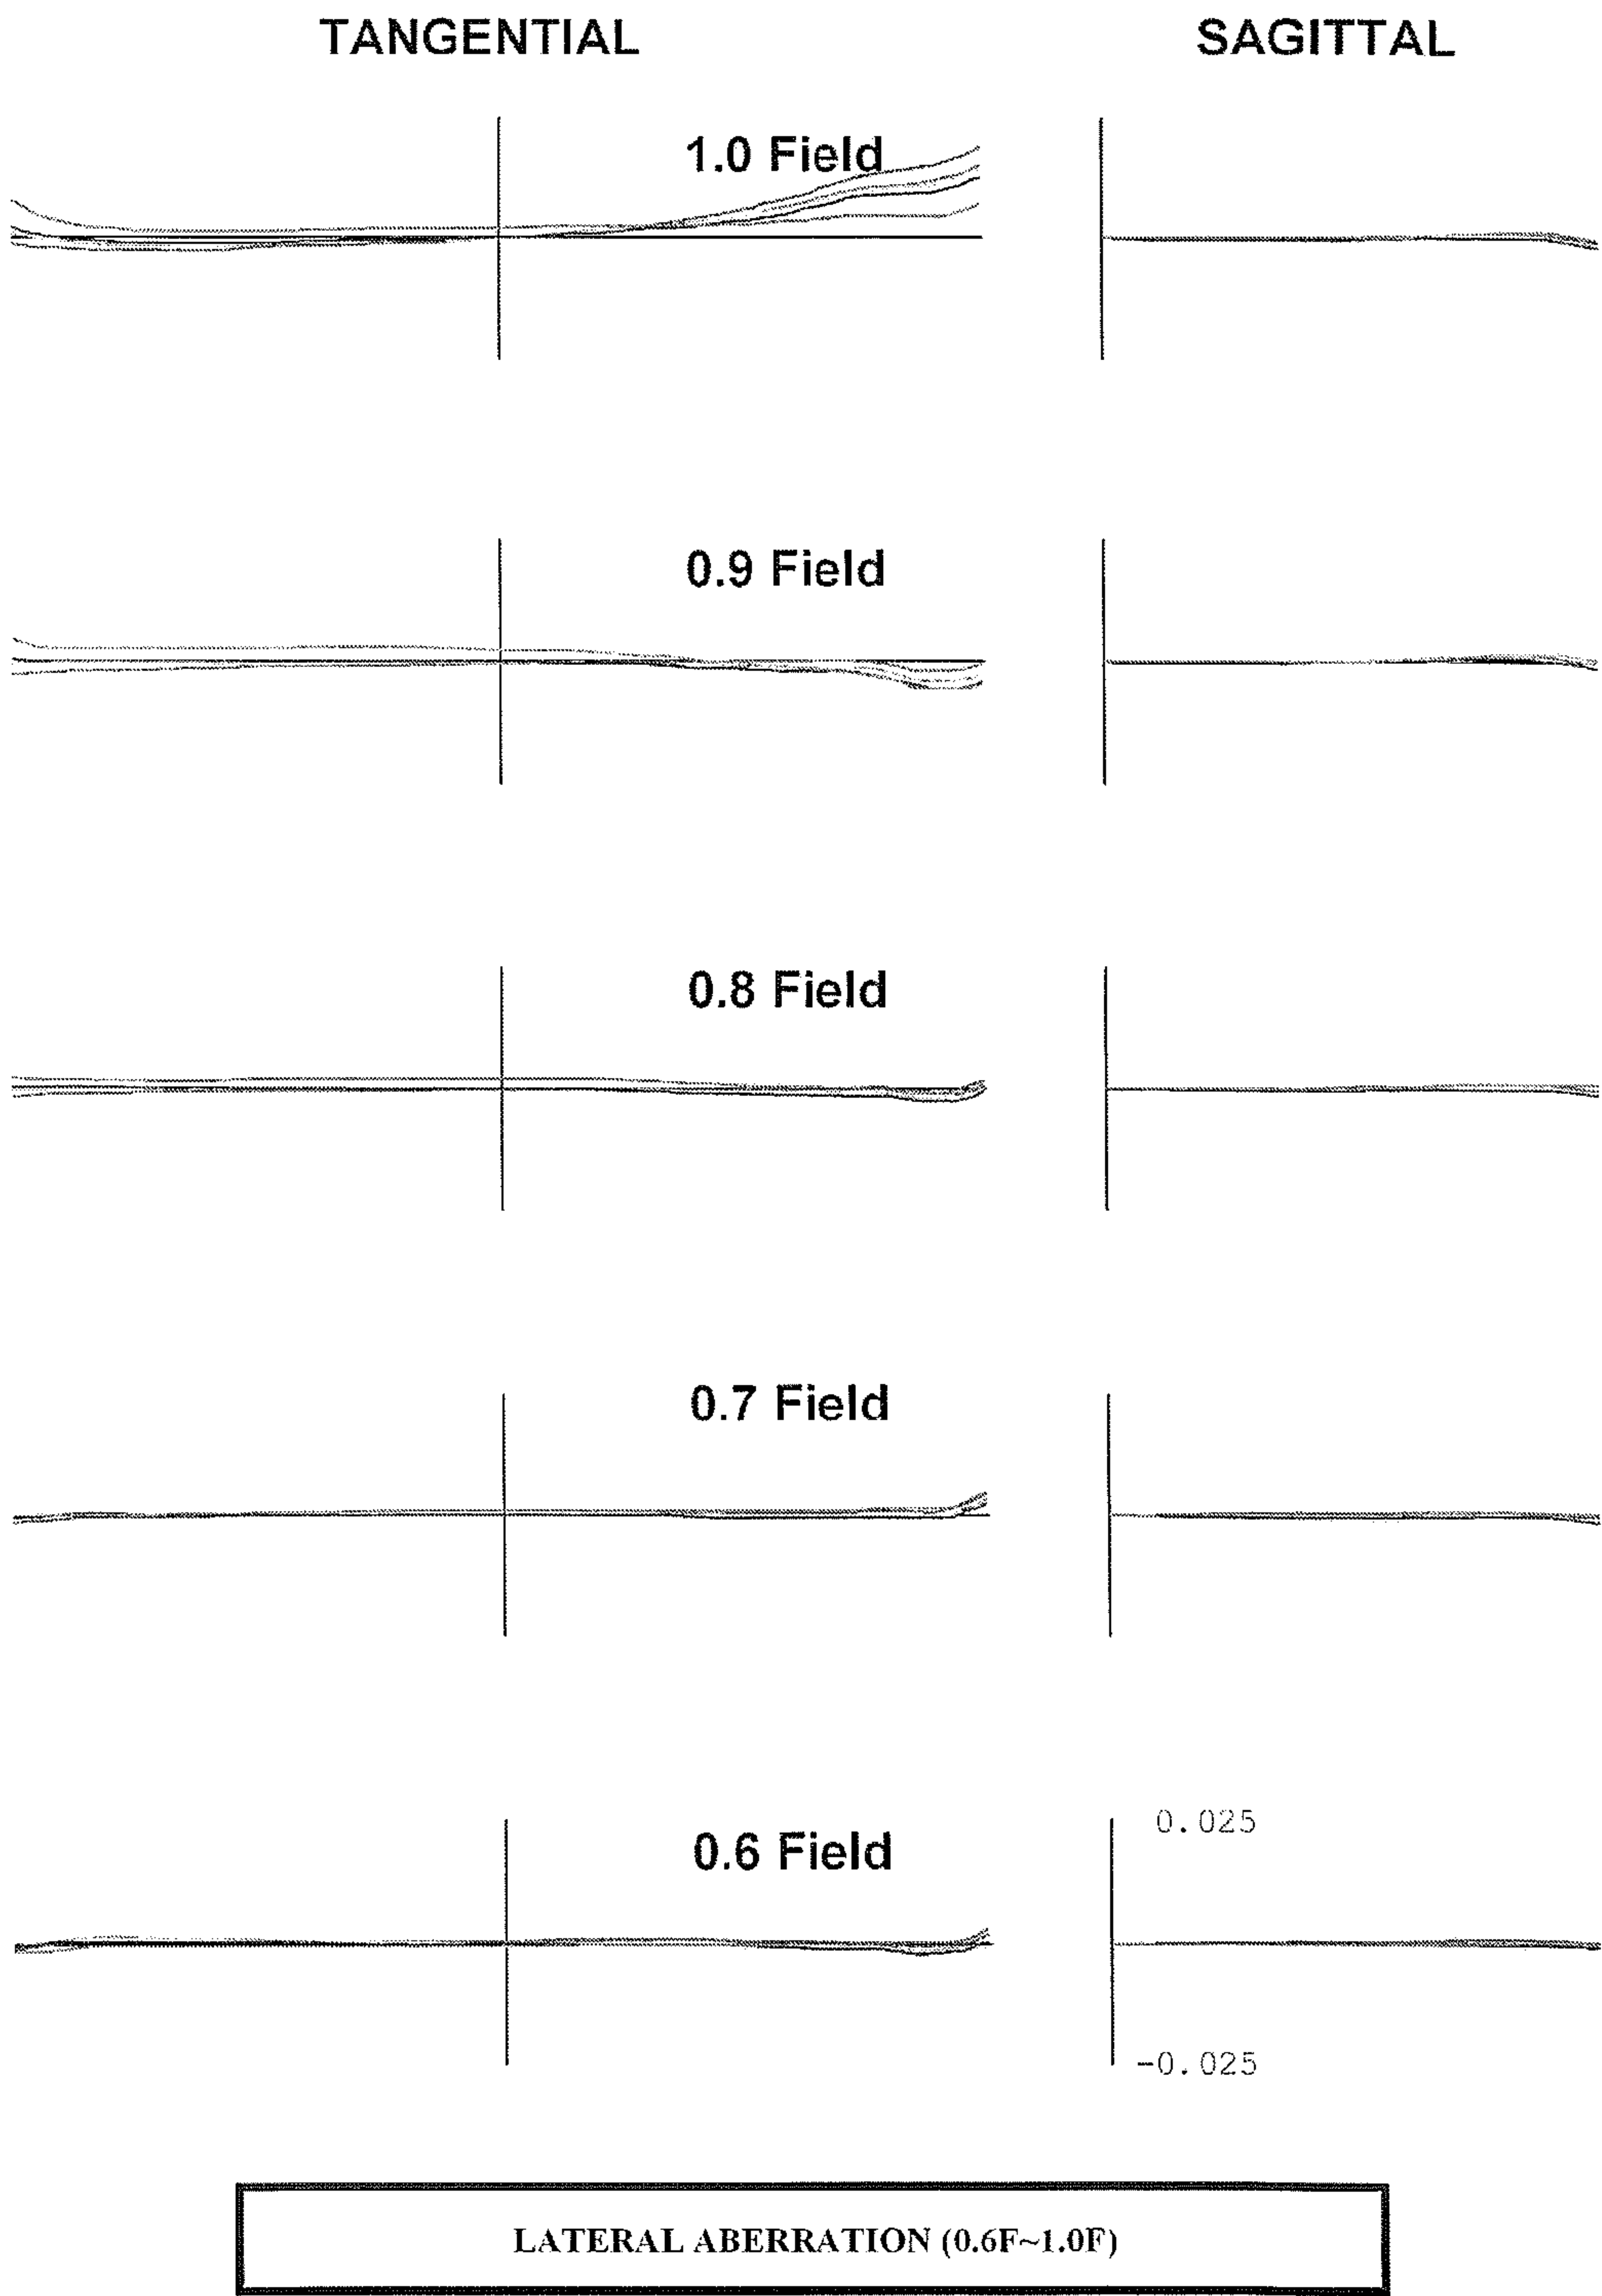 TANGENTIAL SAGITTAL
1.0 Field
0.9 Field
0.8 Field
0.7 Field
0.6 Field
0.025
-0.025
LATERAL ABERRATION (0.6F~1.0F)